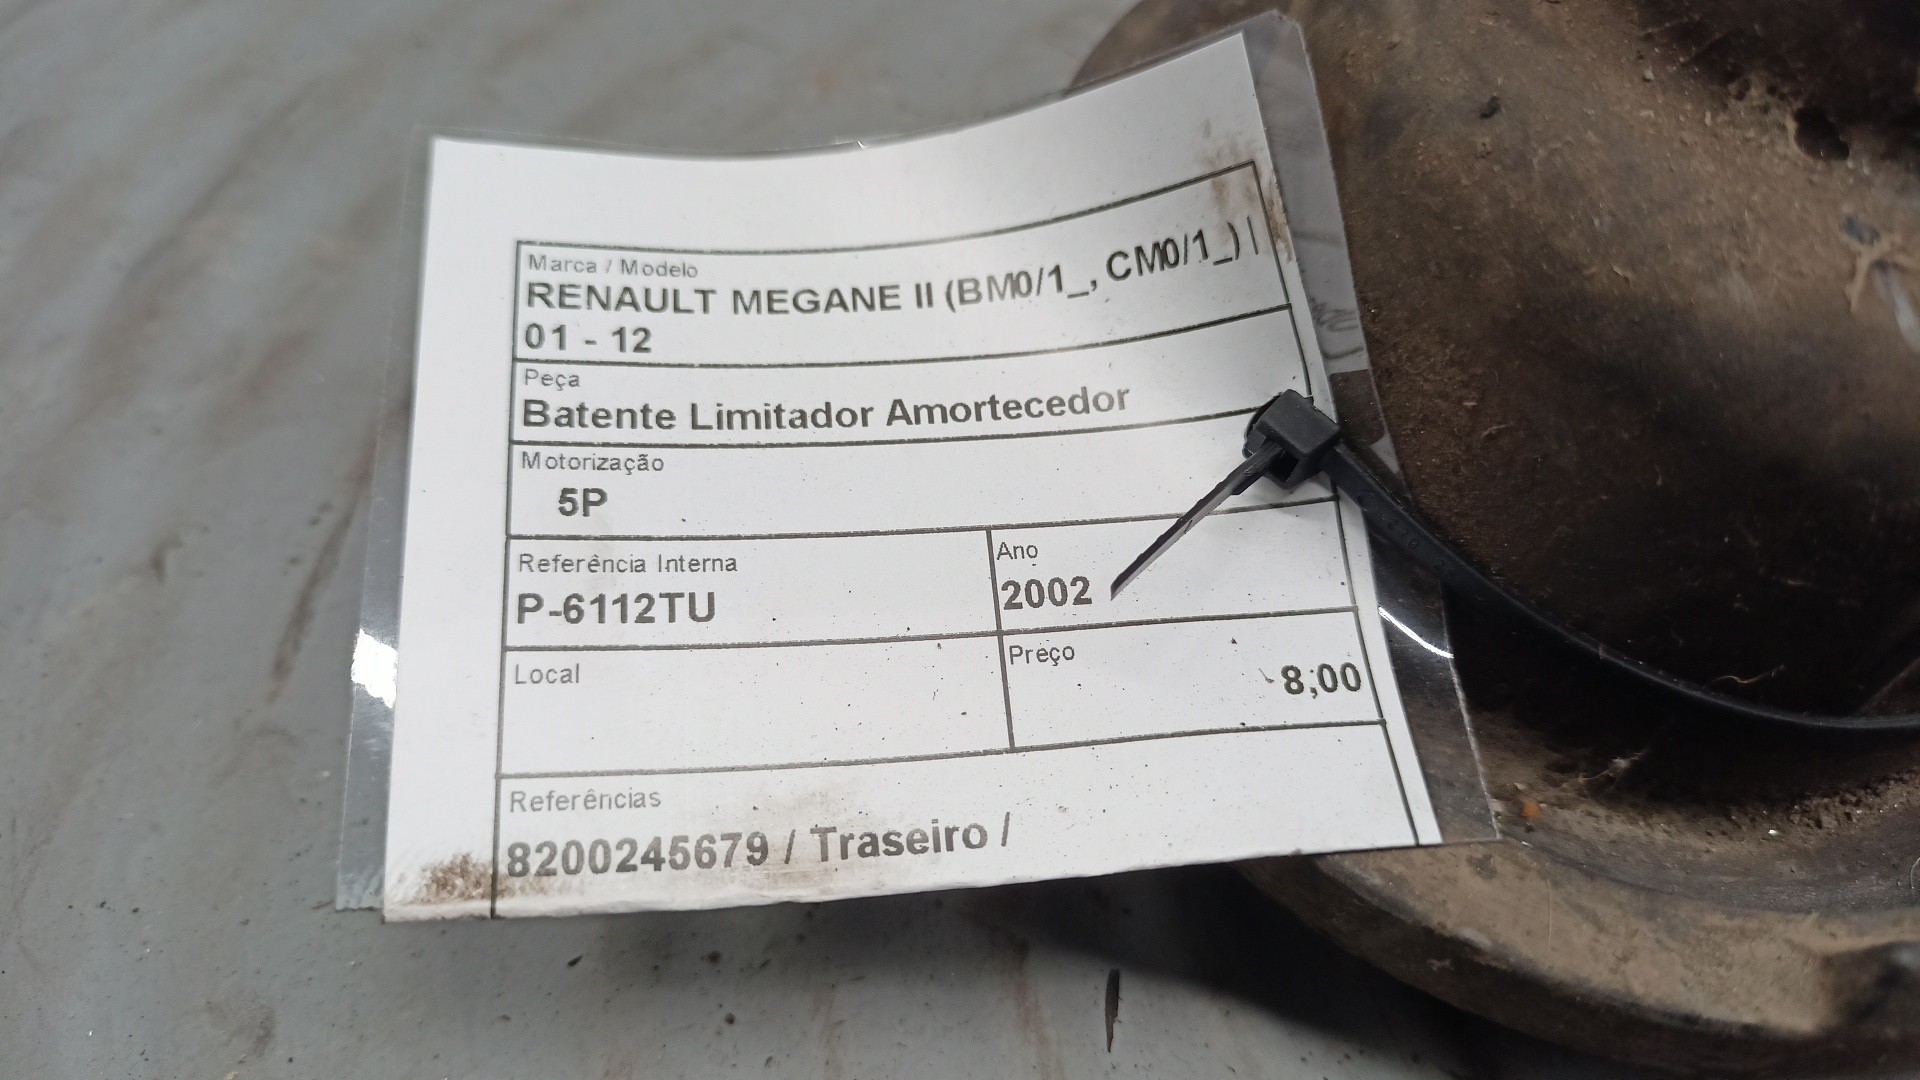 Marca / Modelo
RENAULT MEGANE II (BM0/1_, CM0/1_) |
01 - 12
Peça
Batente Limitador Amortecedor
Motorização
5P
Referência Interna
P-6112TU
Ano
2002
Local
Preço
8,00
Referências
8200245679 / Traseiro /